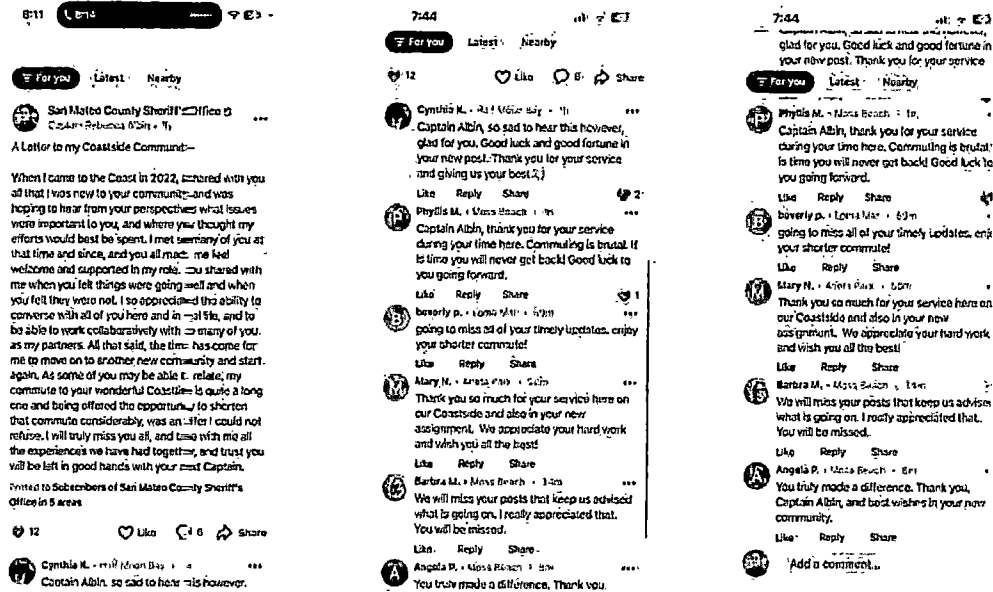 8:11
For you Latest Nearby
San Mateo County Sheriff's Office
Captain Rebecca Albin • 1h
A Letter to my Coastside Community–
When I came to the Coast in 2022, shared with you
all that I was new to your community and was
hoping to hear from your perspectives what issues
were important to you, and where you thought my
efforts would best be spent. I met so many of you at
that time and since, and you all made me feel
welcome and supported in my role. You shared with
me when you felt things were going well and when
you felt they were not. I so appreciated the ability to
converse with all of you here and in real life, and to
be able to work collaboratively with so many of you,
as my partners. All that said, the time has come for
me to move on to another new community and start
again. As some of you may be able to relate, my
commute to your wonderful Coastside is quite a long
one and being offered the opportunity to shorten
that commute considerably, was an offer I could not
refuse. I will truly miss you all, and take with me all
the experiences we have had together, and trust you
will be left in good hands with your next Captain.
Posted to Subscribers of San Mateo County Sheriff's
Office in 5 areas
12 Like 6 Share
Cynthia K. • Half Moon Bay
Captain Albin, so sad to hear this however,
7:44
For you Latest Nearby
12 Like 6 Share
Cynthia K. • Half Moon Bay • 1h
Captain Albin, so sad to hear this however,
glad for you. Good luck and good fortune in
your new post. Thank you for your service
and giving us your best
Like Reply Share 2
Phyllis M. • Moss Beach • 1h
Captain Albin, thank you for your service
during your time here. Commuting is brutal. It
is time you will never get back! Good luck to
you going forward.
Like Reply Share 1
beverly p. • Loma Mar
going to miss all of your timely updates. enjoy
your shorter commute!
Like Reply Share
Mary N.
Thank you so much for your service here on
our Coastside and also in your new
assignment. We appreciate your hard work
and wish you all the best!
Like Reply Share
Barbra M. • Moss Beach • 14m
We will miss your posts that keep us advised
what is going on. I really appreciated that.
You will be missed.
Like Reply Share
Angela P. • Moss Beach • 8m
You truly made a difference. Thank you,
7:44
glad for you. Good luck and good fortune in
your new post. Thank you for your service
For you Latest Nearby
Phyllis M. • Moss Beach • 1h
Captain Albin, thank you for your service
during your time here. Commuting is brutal.
is time you will never get back! Good luck to
you going forward.
Like Reply Share
beverly p. • Loma Mar
going to miss all of your timely updates. enj
your shorter commute!
Like Reply Share
Mary N.
Thank you so much for your service here on
our Coastside and also in your new
assignment. We appreciate your hard work
and wish you all the best!
Like Reply Share
Barbra M. • Moss Beach • 14m
We will miss your posts that keep us advised
what is going on. I really appreciated that.
You will be missed.
Like Reply Share
Angela P. • Moss Beach • 8m
You truly made a difference. Thank you,
Captain Albin, and best wishes in your new
community.
Like Reply Share
Add a comment...